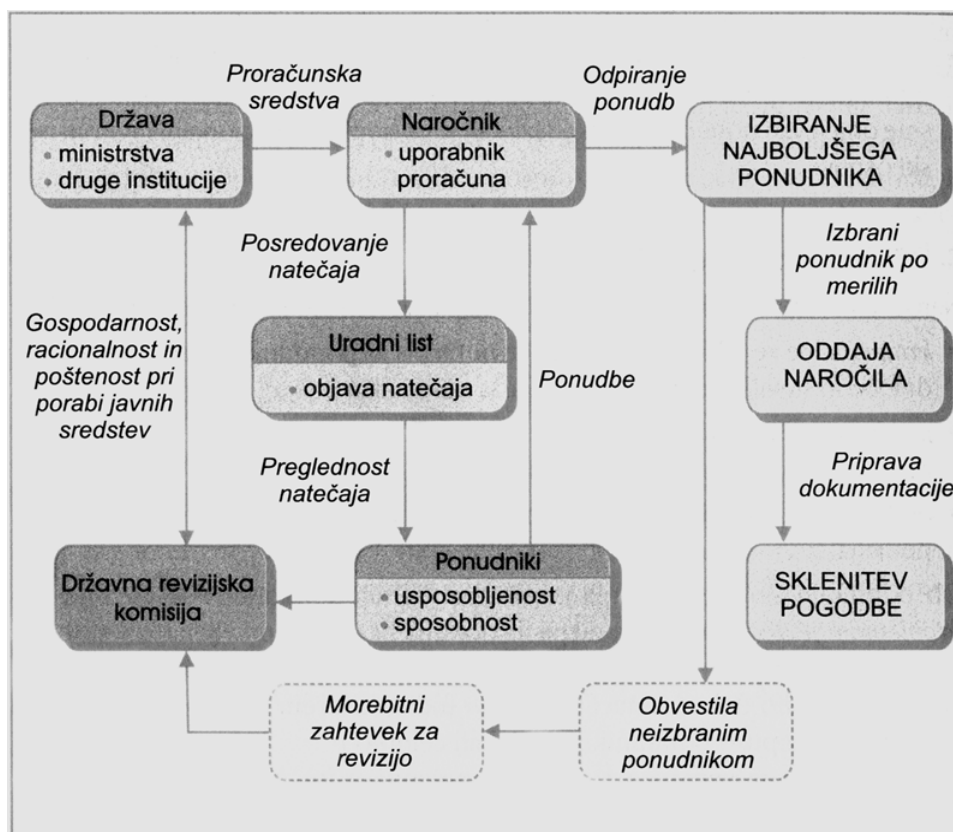 Proračunska
sredstva
Odpiranje
ponudb
Država
• ministrstva
• druge institucije
Naročnik
• uporabnik
proračuna
IZBIRANJE
NAJBOLJŠEGA
PONUDNIKA
Posredovanje
natečaja
Izbrani
ponudnik po
merilih
Gospodarnost,
racionalnost in
poštenost pri
porabi javnih
sredstev
Uradni list
• objava natečaja
Ponudbe
ODDAJA
NAROČILA
Preglednost
natečaja
Priprava
dokumentacije
Državna revizijska
komisija
Ponudniki
• usposobljenost
• sposobnost
SKLENITEV
POGODBE
Morebitni
zahtevek za
revizijo
Obvestila
neizbranim
ponudnikom